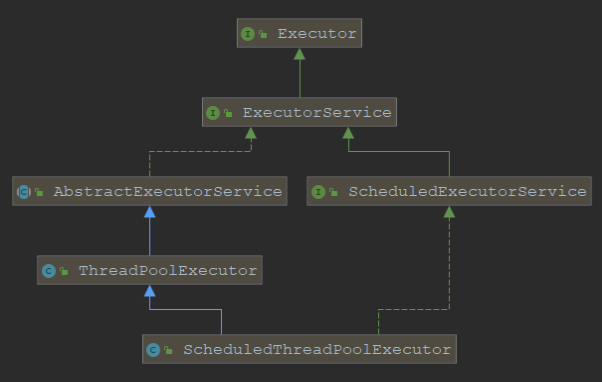 Executor
ExecutorService
AbstractExecutorService
ScheduledExecutorService
ThreadPoolExecutor
ScheduledThreadPoolExecutor